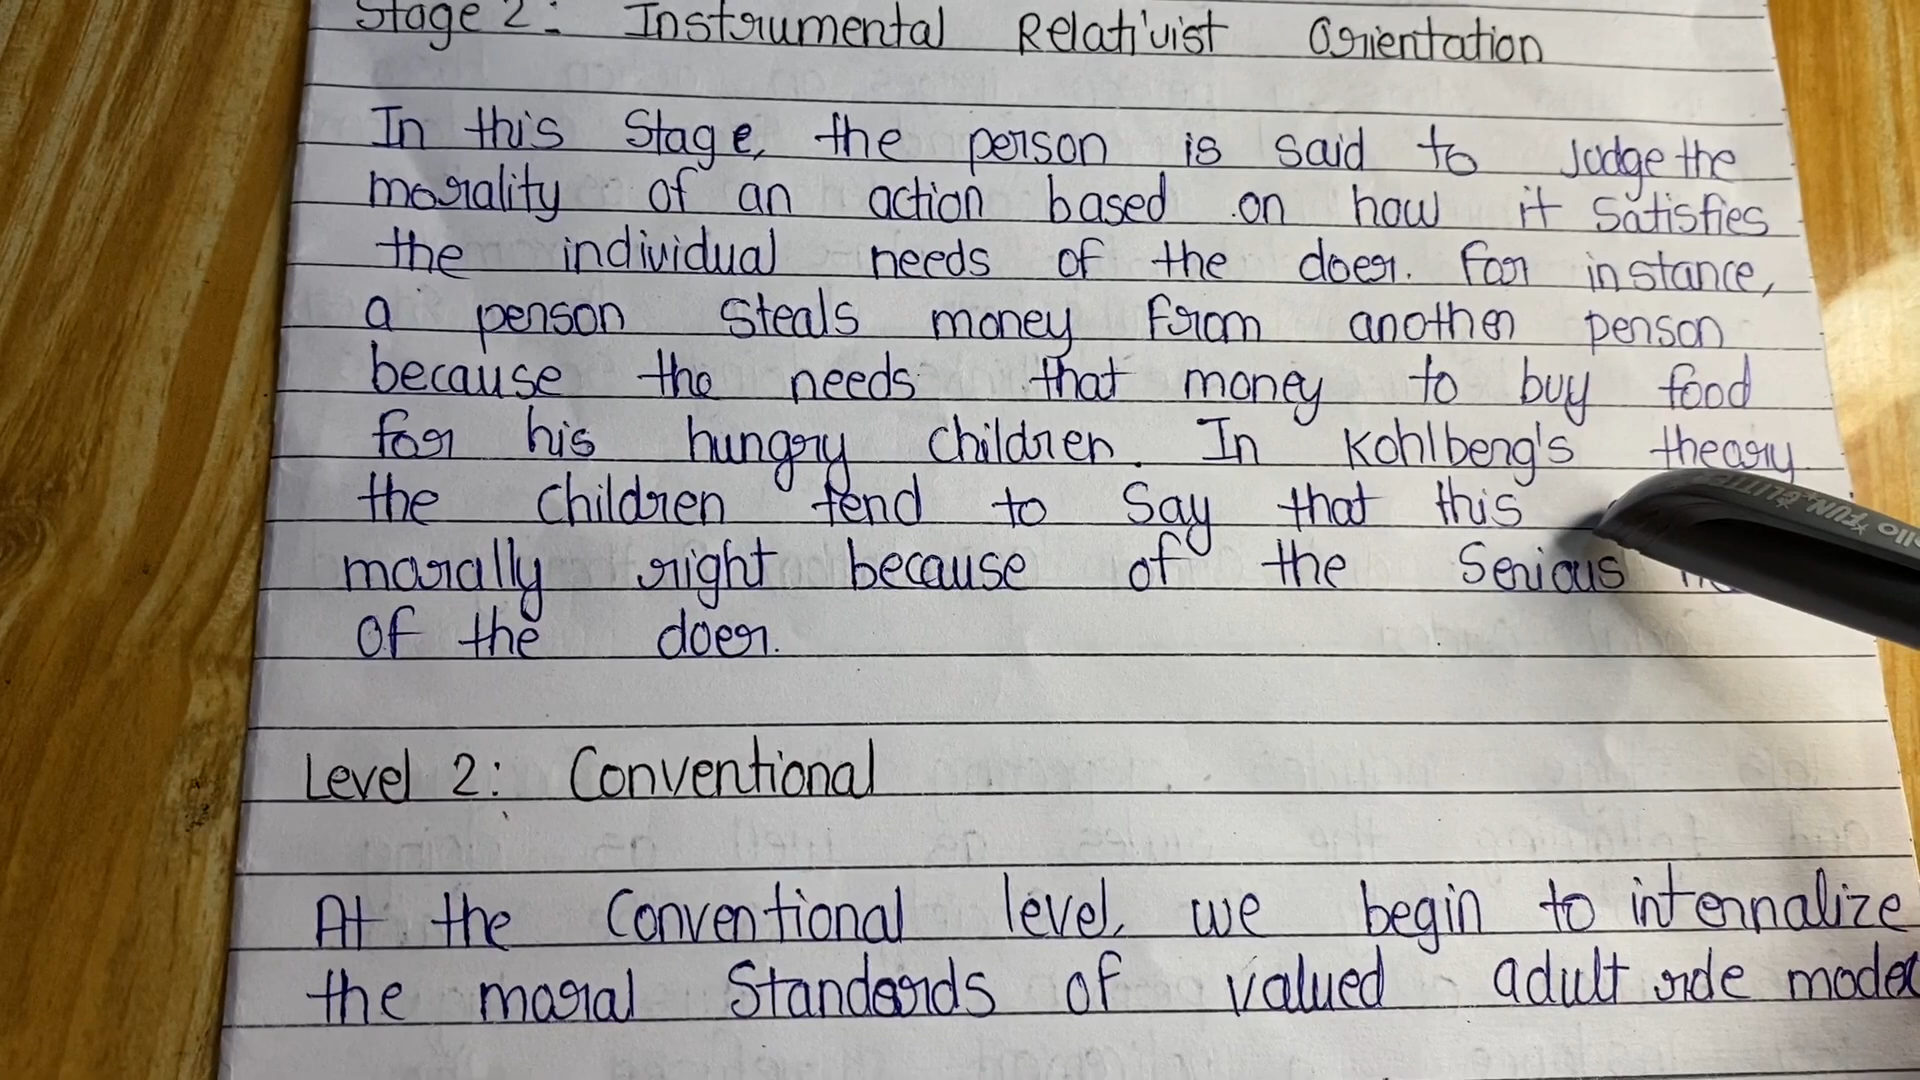 Stage 2: Instrumental Relativist Orientation
In this Stage, the person is said to Judge the
morality of an action based on how it satisfies
the individual needs of the doer. for instance,
a person steals money from another person
because the needs that money to buy food
for his hungry children. In Kohlberg's theory
the children tend to say that this
morally right because of the serious
of the doer.
Level 2: Conventional
At the Conventional level, we begin to internalize
the moral Standards of valued adult role model